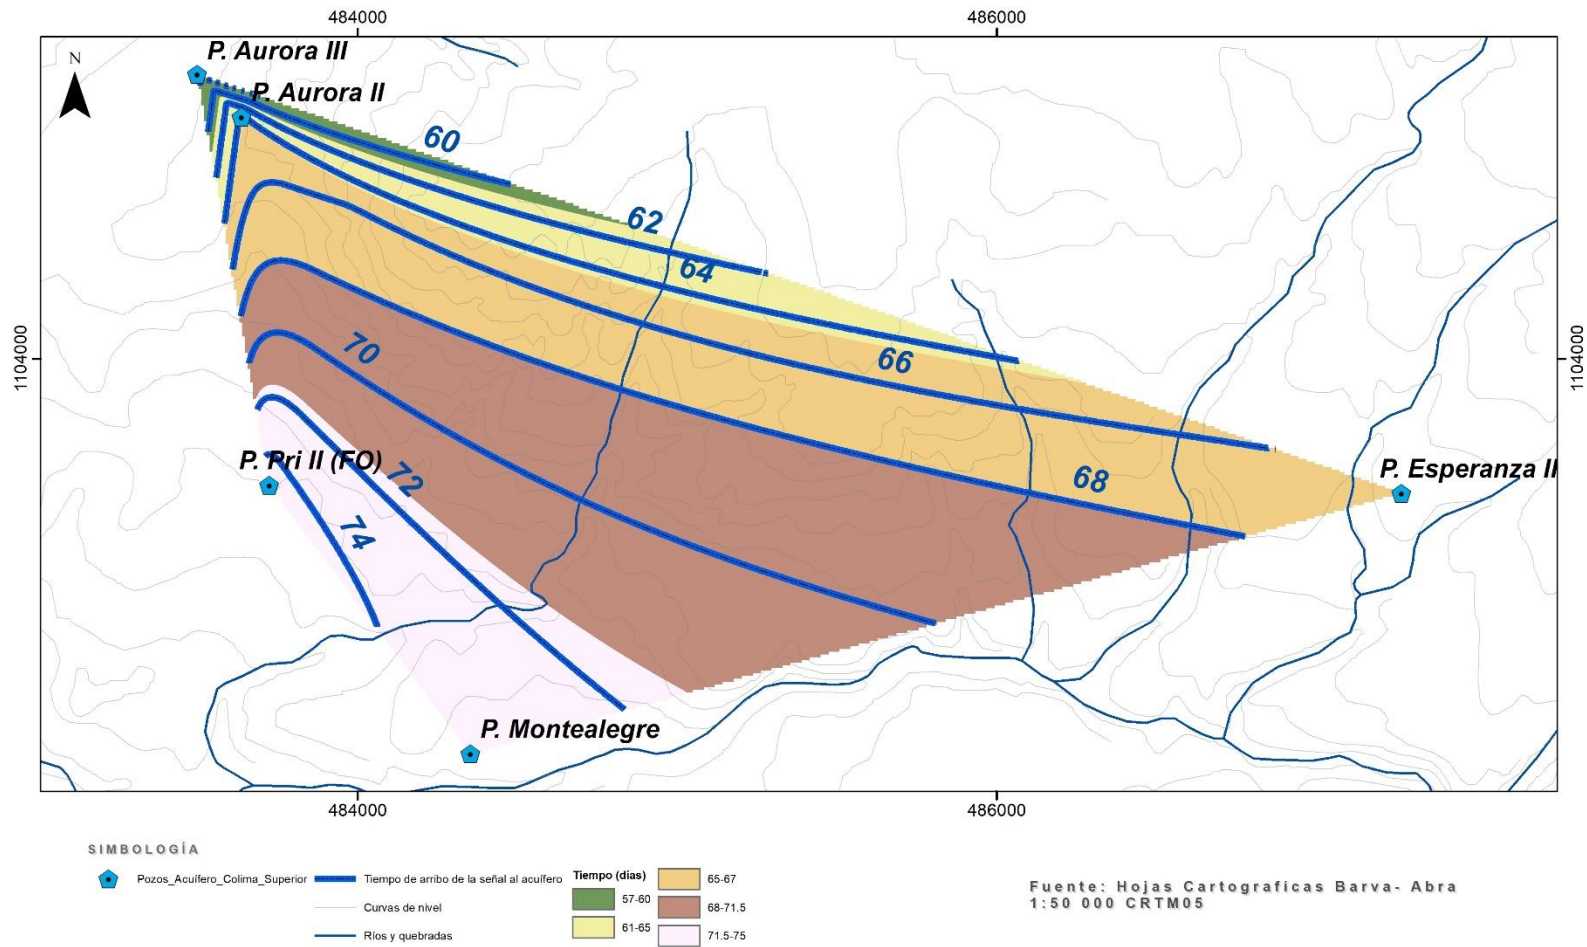 484000
486000
N
P. Aurora III
P. Aurora II
60
62
64
1104000
1104000
70
66
P. Pri II (FO)
72
68
P. Esperanza II
74
P. Montealegre
484000
486000
SIMBOLOGÍA
Pozos_Acuífero_Colima_Superior
Tiempo de arribo de la señal al acuífero
Curvas de nivel
Ríos y quebradas
Tiempo (días)
57-60
61-65
65-67
68-71.5
71.5-75
Fuente: Hojas Cartografícas Barva- Abra
1:50 000 CRTM05